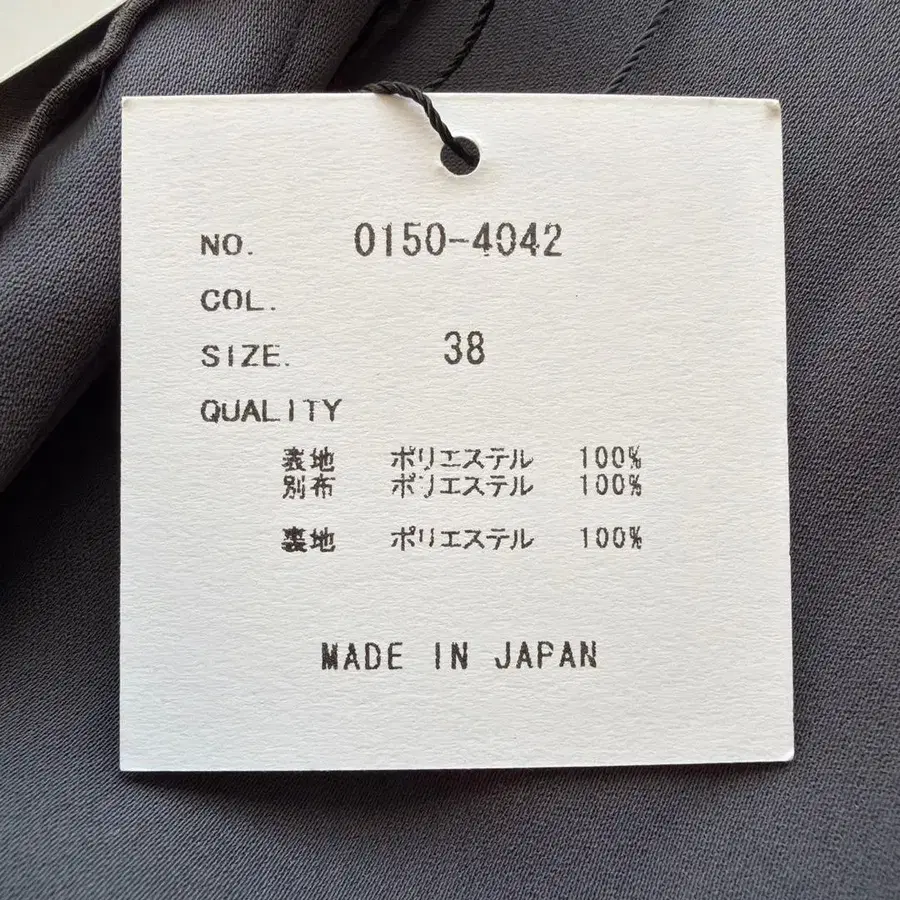 NO. 0150-4042
COL.
SIZE. 38
QUALITY
表地 ポリエステル 100%
別布 ポリエステル 100%
裏地 ポリエステル 100%
MADE IN JAPAN